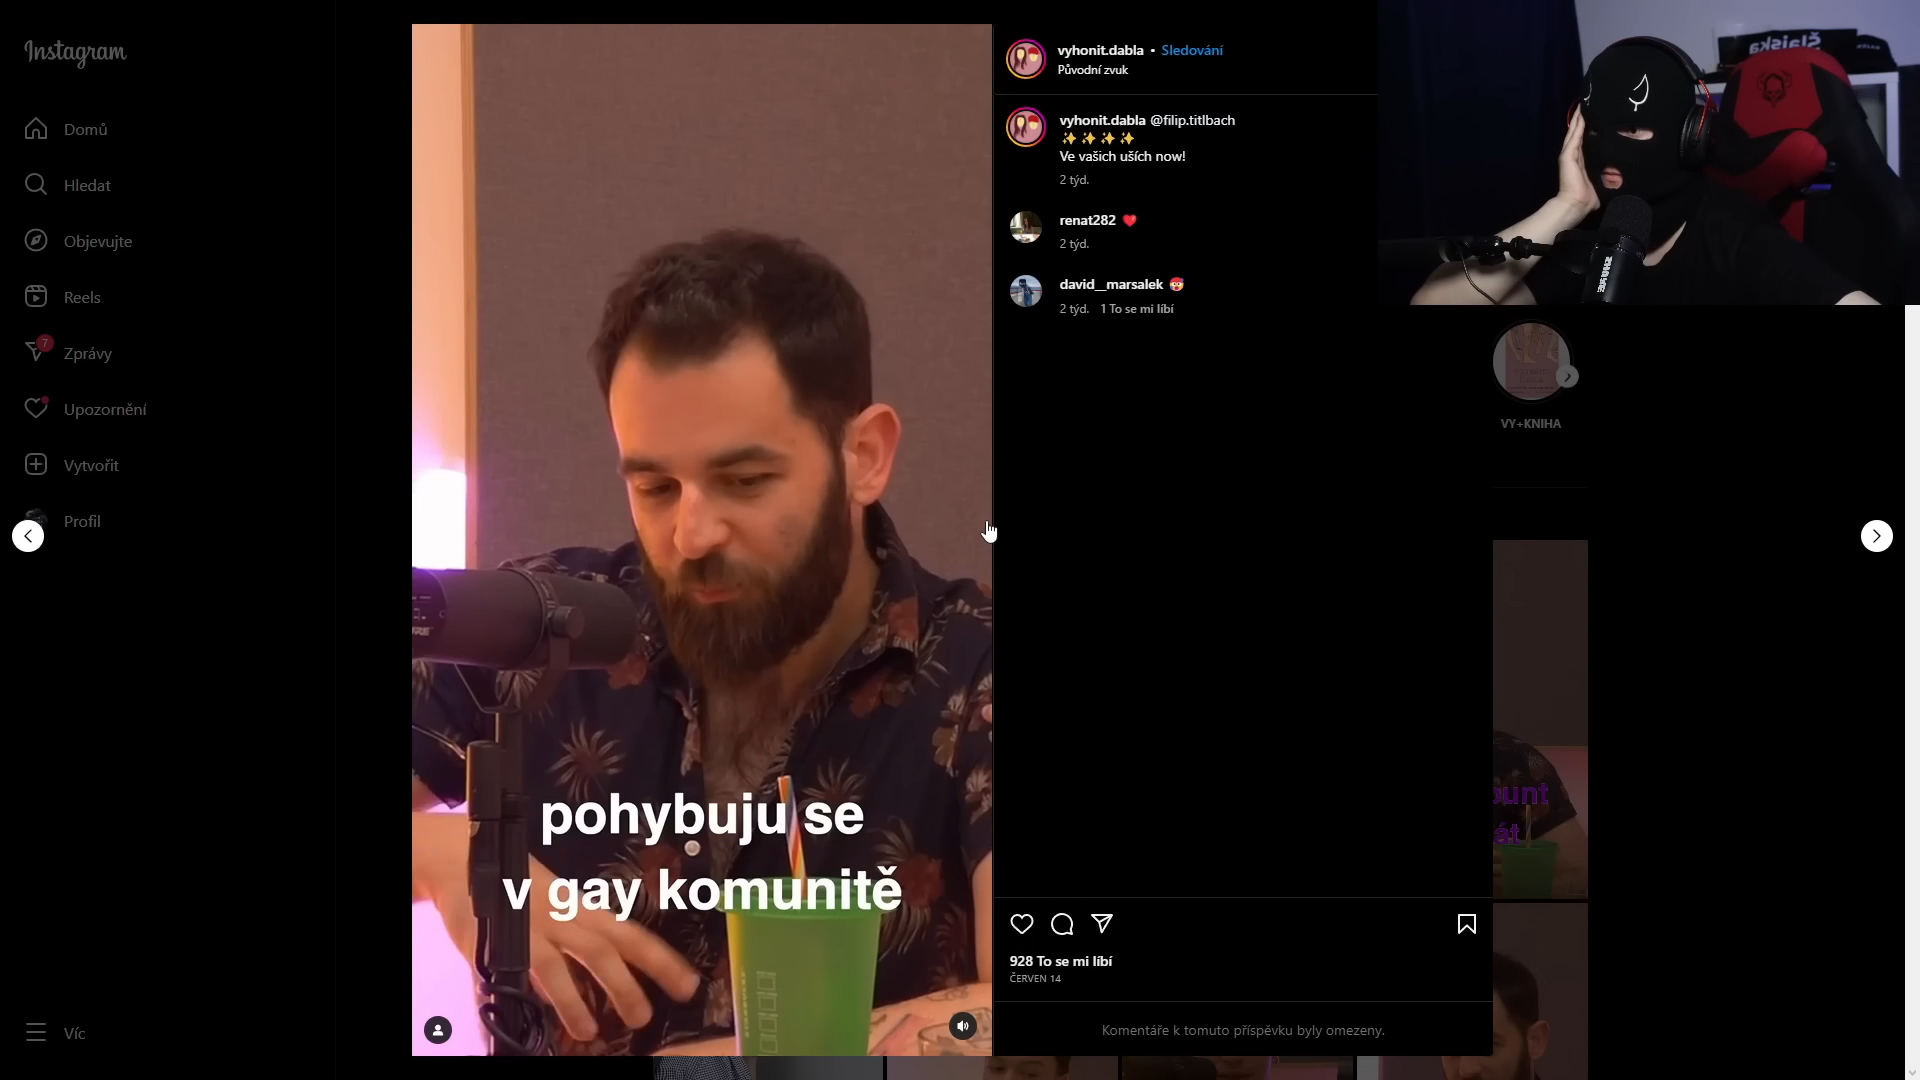 Instagram
Domů
Hledat
Objevujte
Reels
7
Zprávy
Upozornění
Vytvořit
Profil
Víc
pohybuju se
v gay komunitě
vyhonit.dabla • Sledování
Původní zvuk
vyhonit.dabla @filip.titlbach
✨✨✨✨
Ve vašich uších now!
2 týd.
renat282 ❤️
2 týd.
david__marsalek
2 týd. 1 To se mi líbí
928 To se mi líbí
ČERVEN 14
Komentáře k tomuto příspěvku byly omezeny.
VY+KNIHA
SHURE